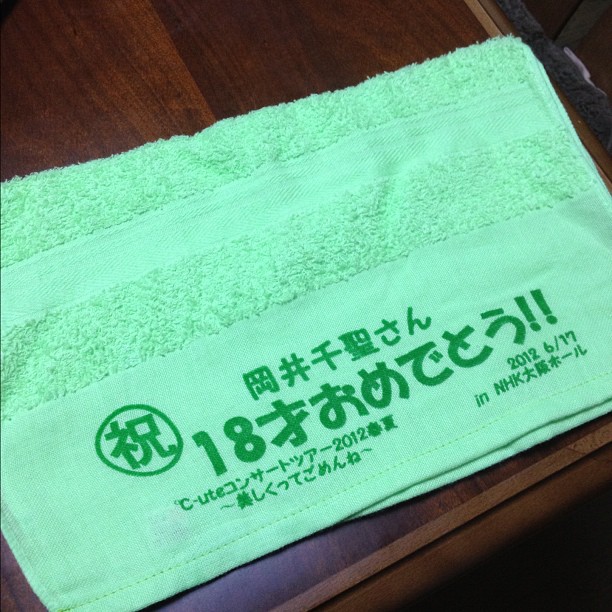 岡井千聖さん
㊗ 18才おめでとう!!
2012.6/17
in NHK大阪ホール
℃-uteコンサートツアー2012春夏
～美しくってごめんね～